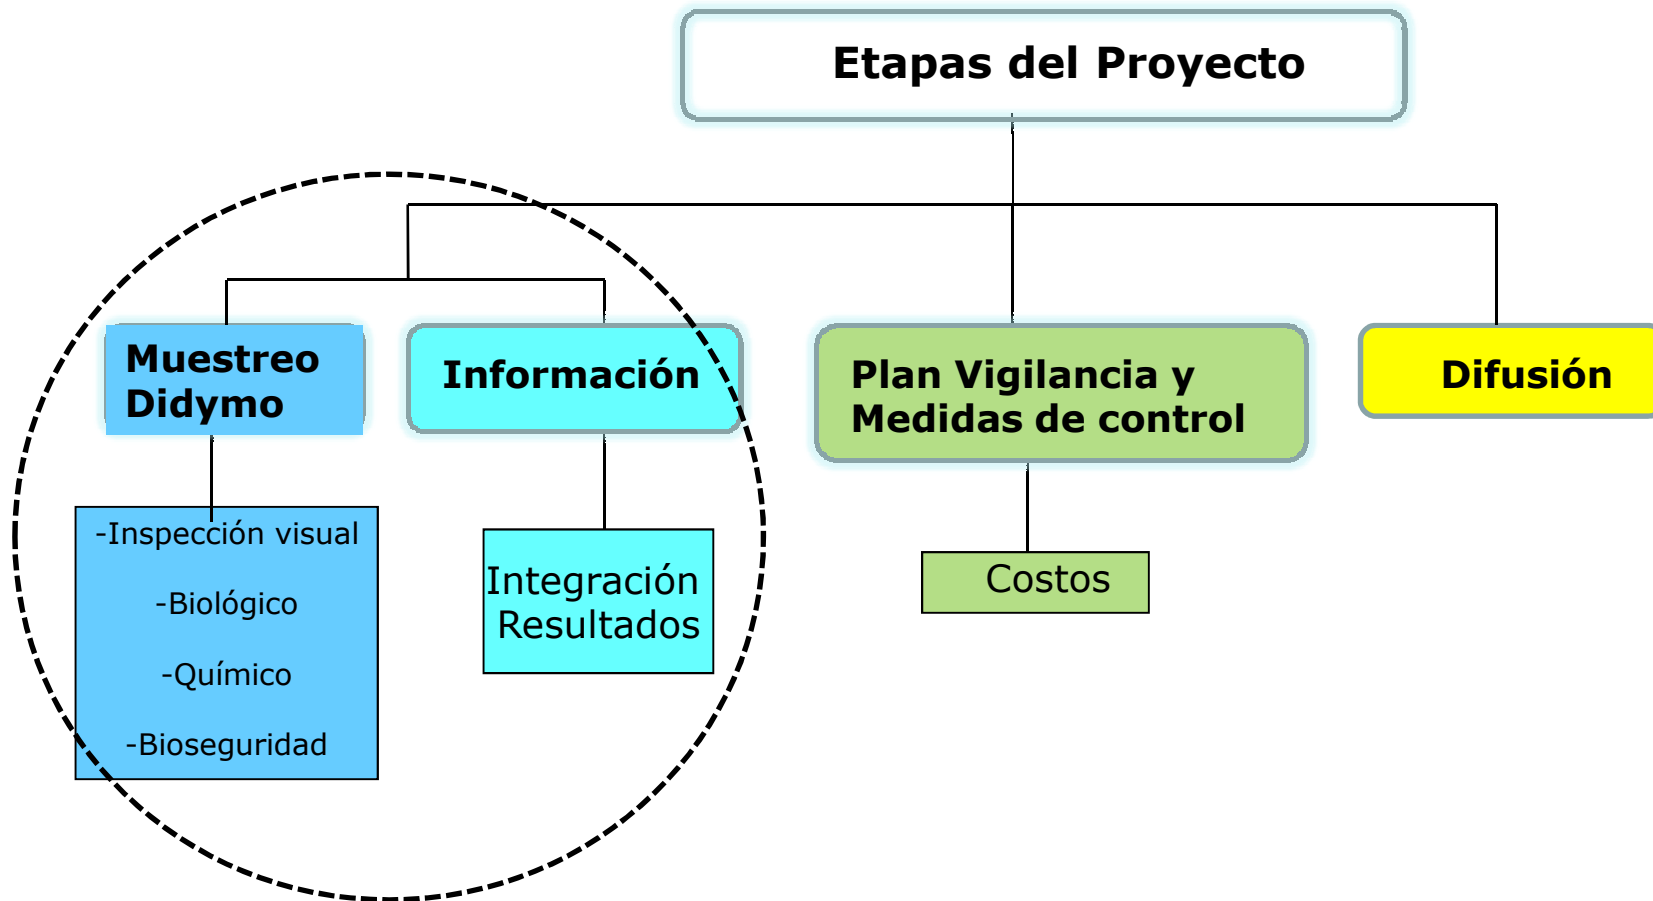 Etapas del Proyecto
Muestreo
Didymo
Información
Plan Vigilancia y
Medidas de control
Difusión
-Inspección visual
-Biológico
-Químico
-Bioseguridad
Integración
Resultados
Costos